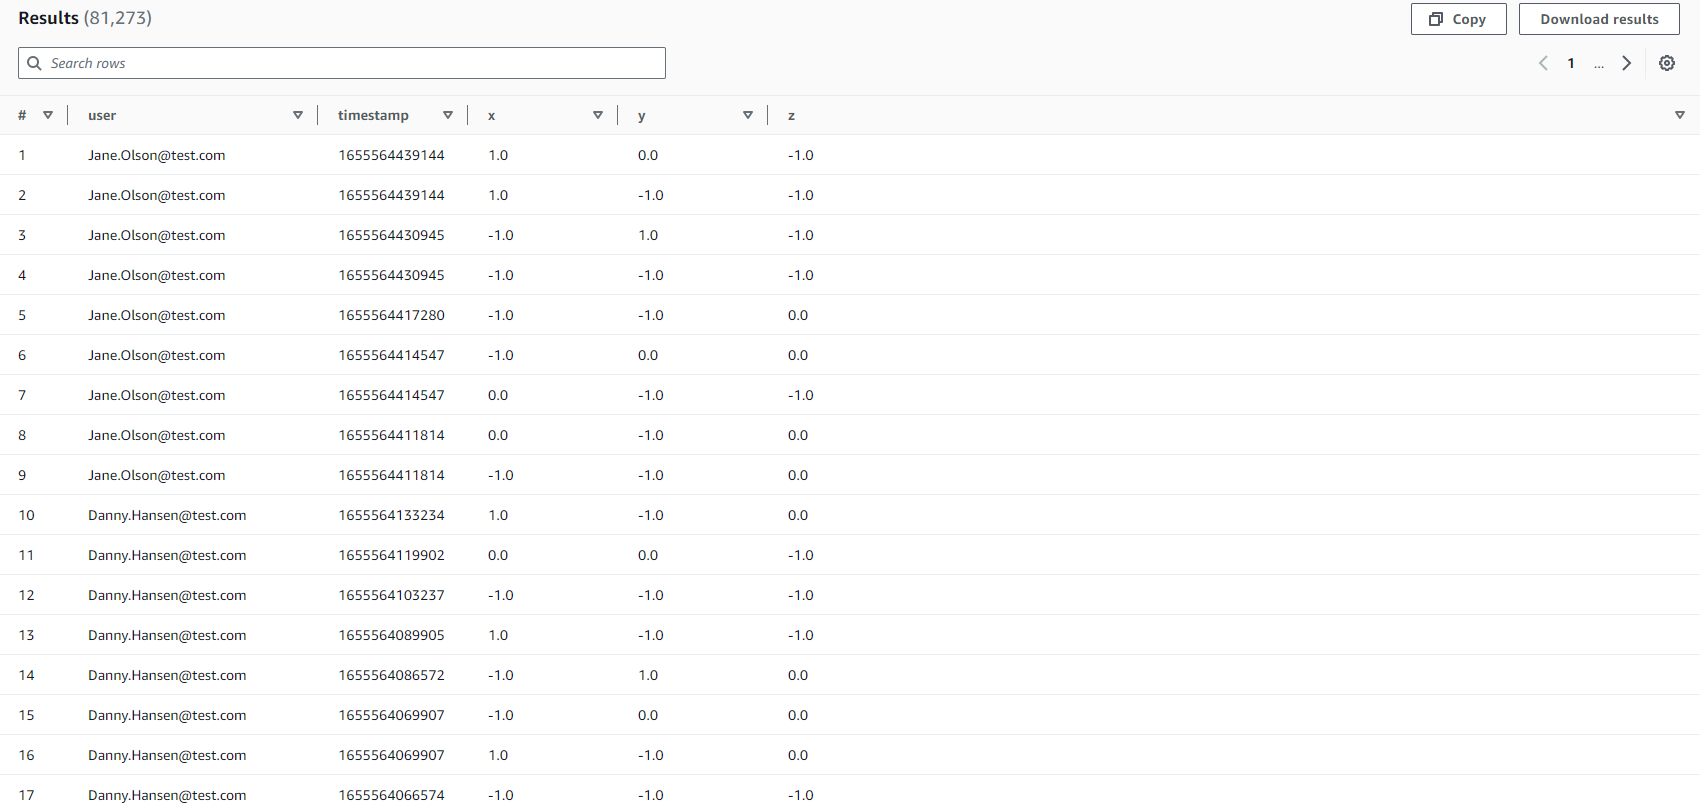 Results (81,273)
Copy
Download results
Search rows
1 ...
# user timestamp x y z
1 Jane.Olson@test.com 1655564439144 1.0 0.0 -1.0
2 Jane.Olson@test.com 1655564439144 1.0 -1.0 -1.0
3 Jane.Olson@test.com 1655564430945 -1.0 1.0 -1.0
4 Jane.Olson@test.com 1655564430945 -1.0 -1.0 -1.0
5 Jane.Olson@test.com 1655564417280 -1.0 -1.0 0.0
6 Jane.Olson@test.com 1655564414547 -1.0 0.0 0.0
7 Jane.Olson@test.com 1655564414547 0.0 -1.0 -1.0
8 Jane.Olson@test.com 1655564411814 0.0 -1.0 0.0
9 Jane.Olson@test.com 1655564411814 -1.0 -1.0 0.0
10 Danny.Hansen@test.com 1655564133234 1.0 -1.0 0.0
11 Danny.Hansen@test.com 1655564119902 0.0 0.0 -1.0
12 Danny.Hansen@test.com 1655564103237 -1.0 -1.0 -1.0
13 Danny.Hansen@test.com 1655564089905 1.0 -1.0 -1.0
14 Danny.Hansen@test.com 1655564086572 -1.0 1.0 0.0
15 Danny.Hansen@test.com 1655564069907 -1.0 0.0 0.0
16 Danny.Hansen@test.com 1655564069907 1.0 -1.0 0.0
17 Danny.Hansen@test.com 1655564066574 -1.0 -1.0 -1.0